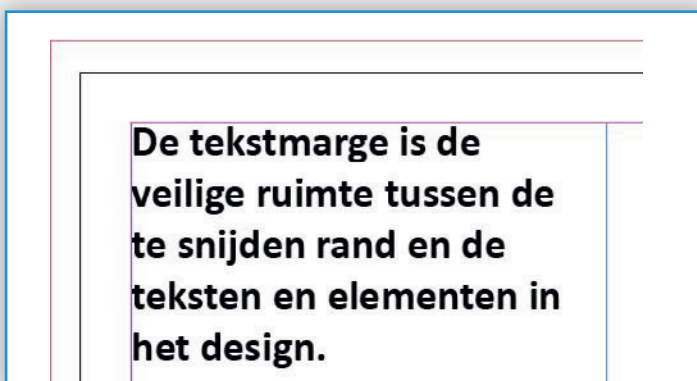 De tekstmarge is de
veilige ruimte tussen de
te snijden rand en de
teksten en elementen in
het design.